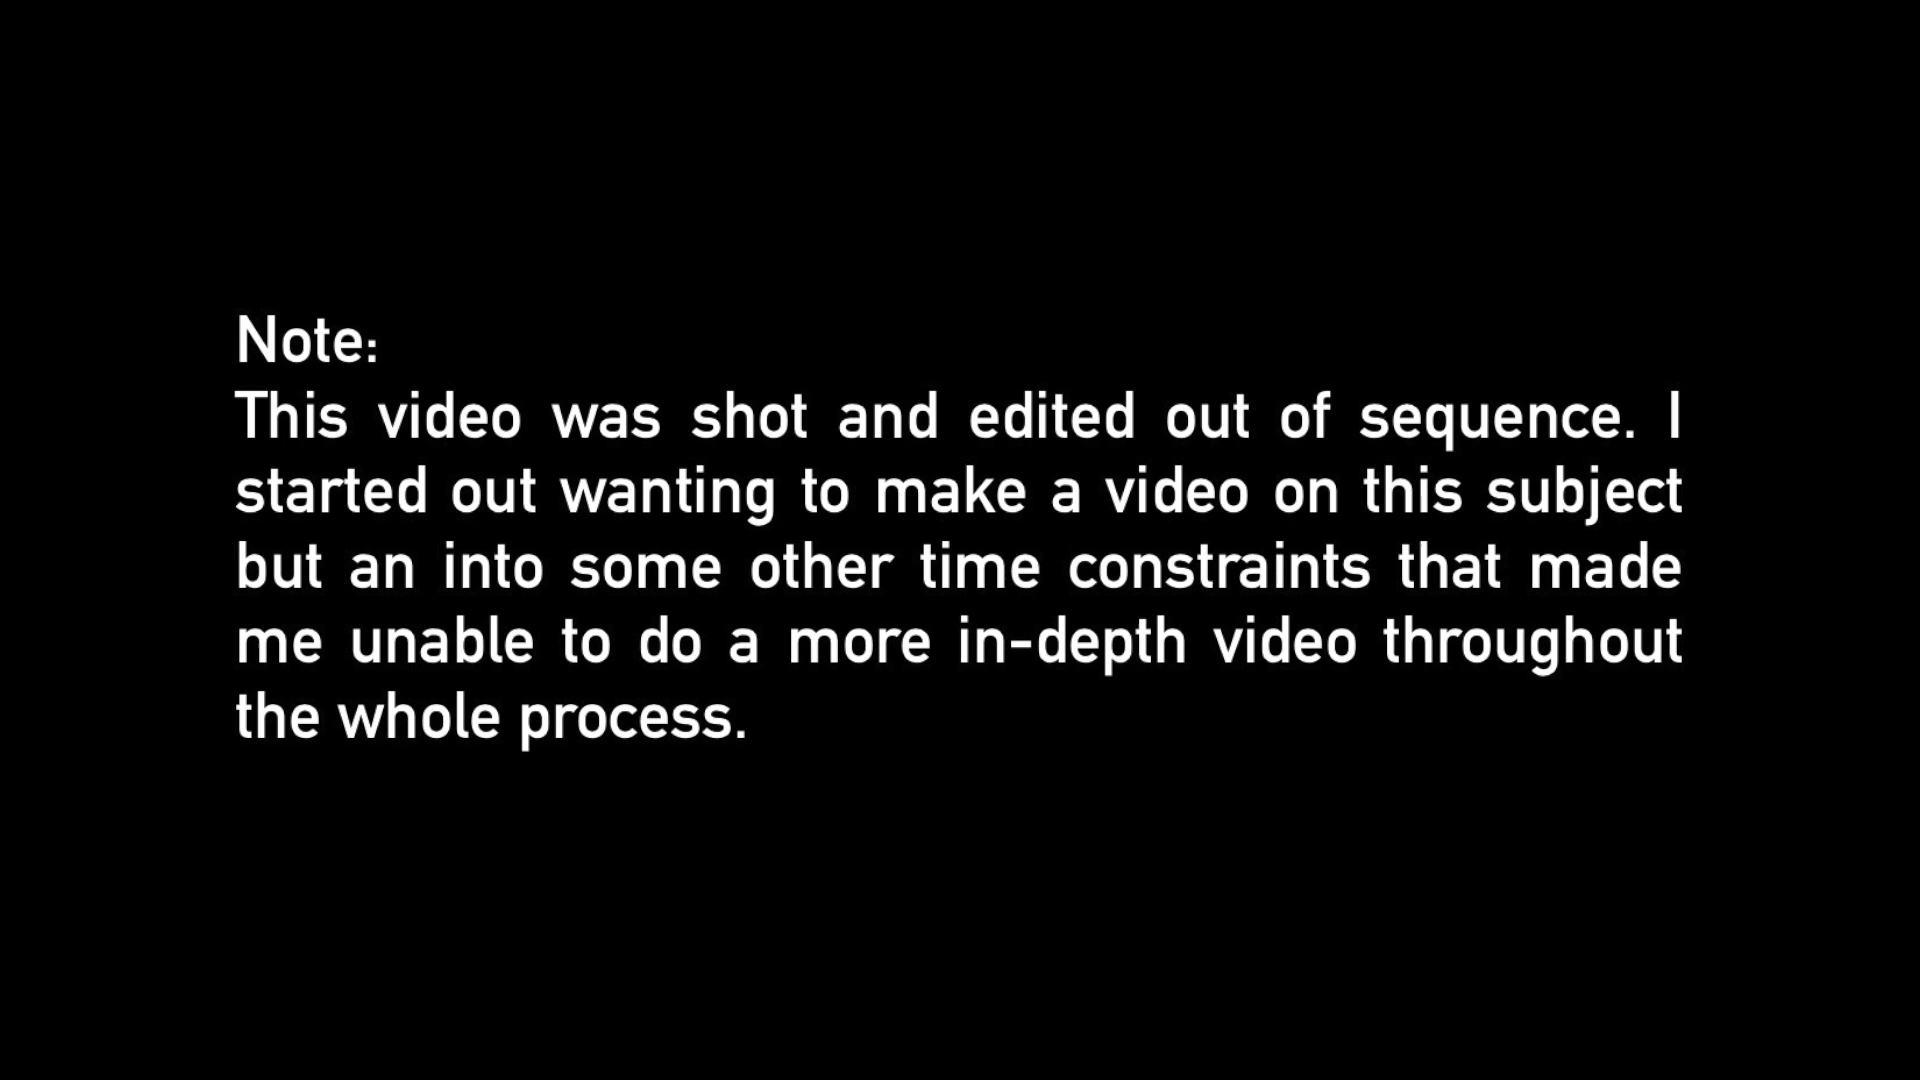 Note:
This video was shot and edited out of sequence. I
started out wanting to make a video on this subject
but an into some other time constraints that made
me unable to do a more in-depth video throughout
the whole process.